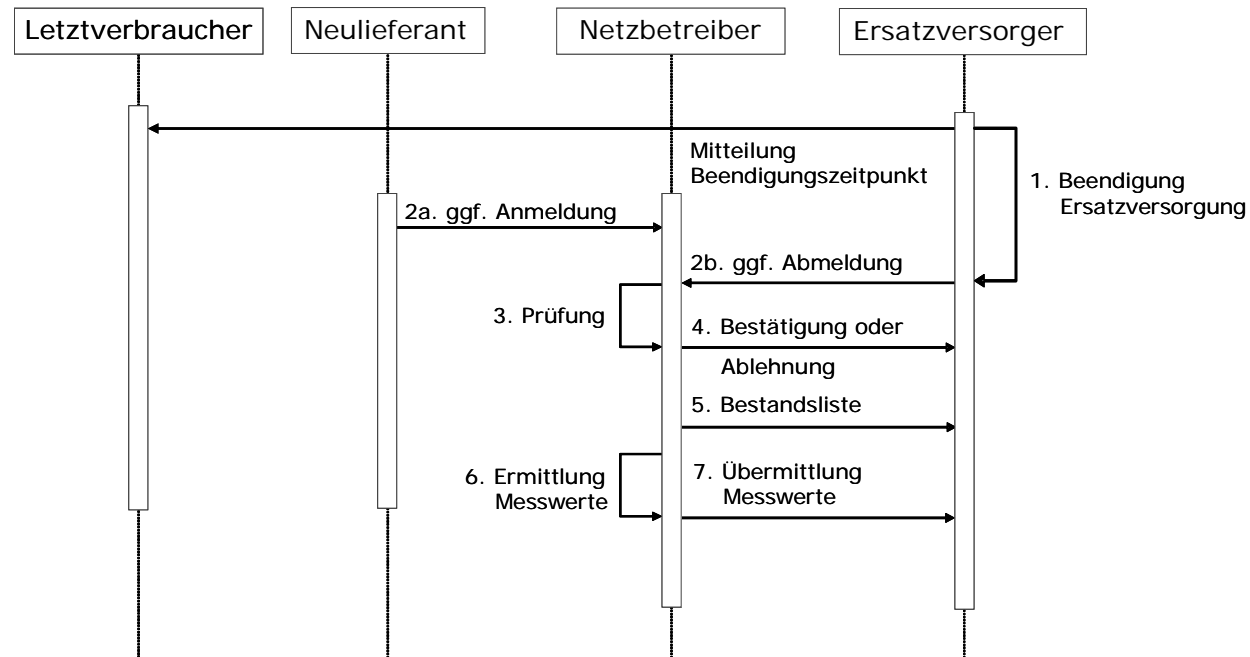 Letztverbraucher
Neulieferant
Netzbetreiber
Ersatzversorger
Mitteilung
Beendigungszeitpunkt
1. Beendigung
Ersatzversorgung
2a. ggf. Anmeldung
2b. ggf. Abmeldung
3. Prüfung
4. Bestätigung oder
Ablehnung
5. Bestandsliste
6. Ermittlung
Messwerte
7. Übermittlung
Messwerte